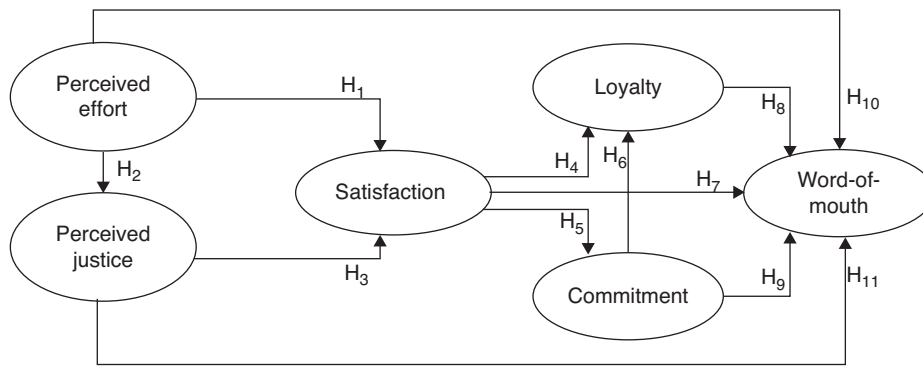 Perceived
effort
H1
H2
Perceived
justice
H3
Satisfaction
H4
H5
H6
Loyalty
H7
Commitment
H8
H9
H10
Word-of-
mouth
H11